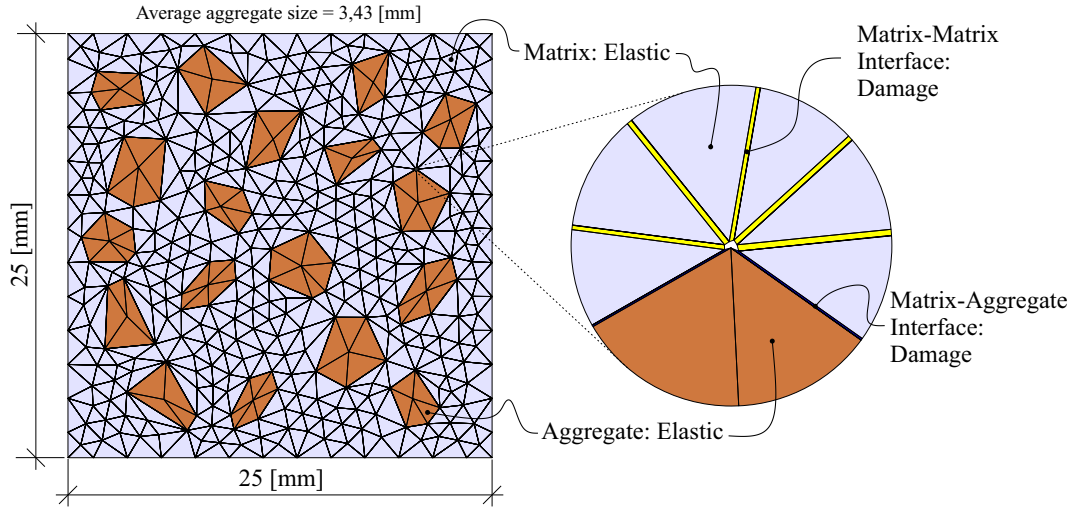 Average aggregate size = 3,43 [mm]
Matrix: Elastic
Matrix-Matrix
Interface:
Damage
25 [mm]
Matrix-Aggregate
Interface:
Damage
Aggregate: Elastic
25 [mm]